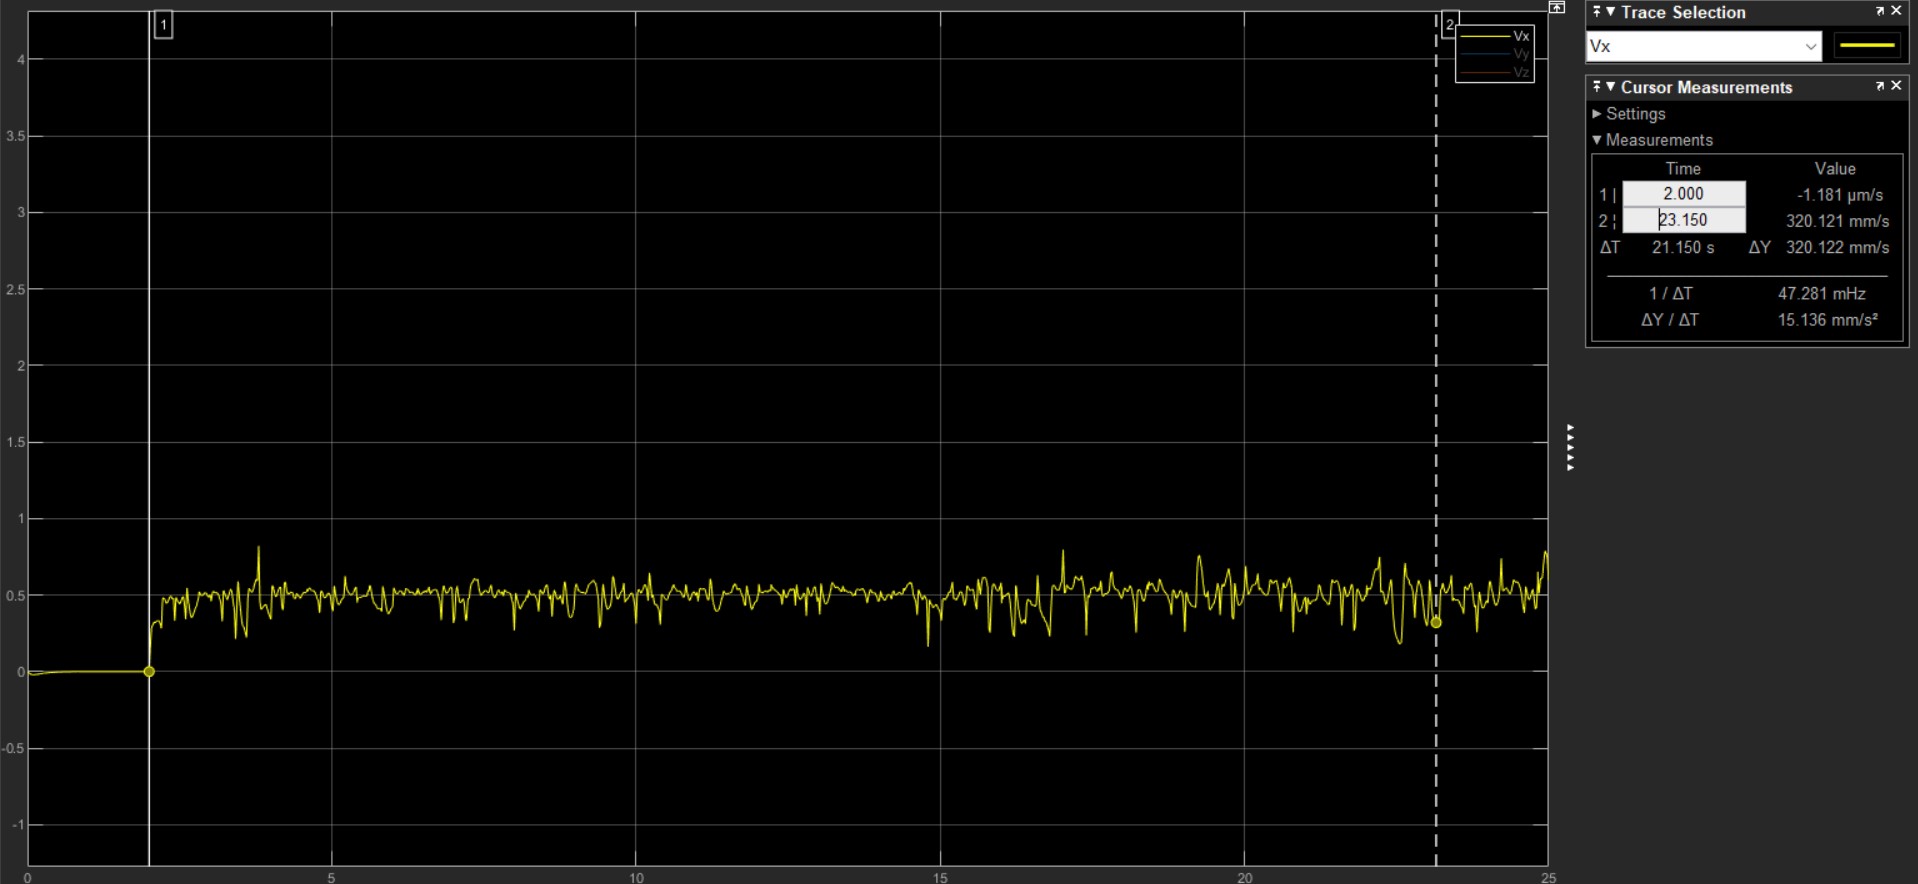 1
2
Vx
Vy
Vz
4
3.5
3
2.5
2
1.5
1
0.5
0
-0.5
-1
0 5 10 15 20 25
Trace Selection
Vx
Cursor Measurements
Settings
Measurements
Time Value
1 | 2.000 -1.181 µm/s
2 ¦ 23.150 320.121 mm/s
ΔT 21.150 s ΔY 320.122 mm/s
1 / ΔT 47.281 mHz
ΔY / ΔT 15.136 mm/s²